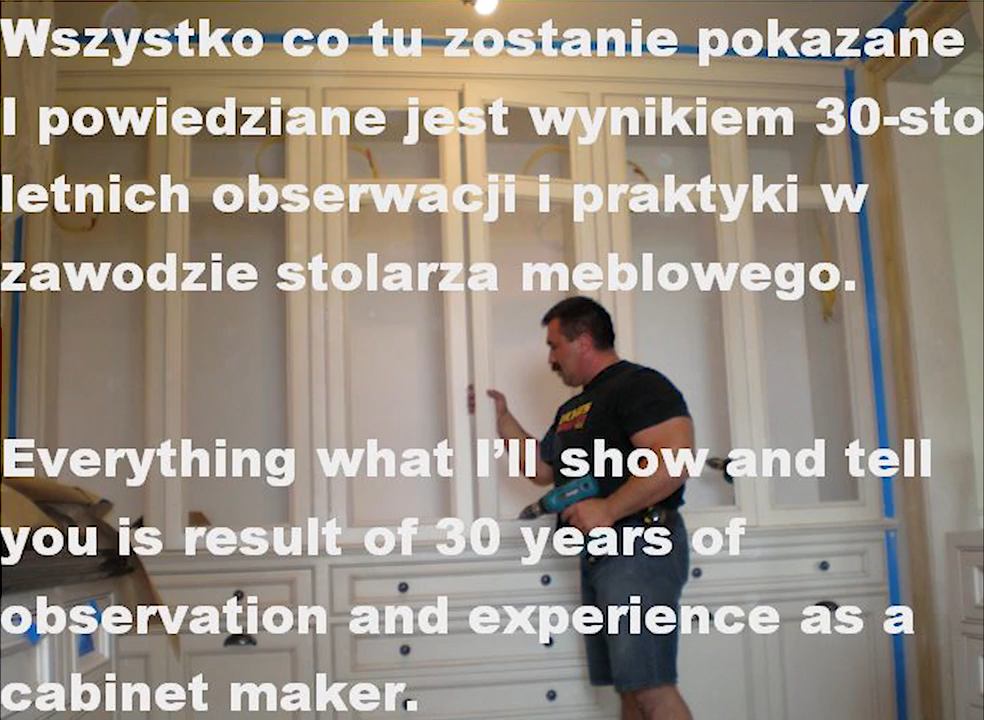 Wszystko co tu zostanie pokazane
I powiedziane jest wynikiem 30-sto
letnich obserwacji i praktyki w
zawodzie stolarza meblowego.
Everything what I’ll show and tell
you is result of 30 years of
observation and experience as a
cabinet maker.